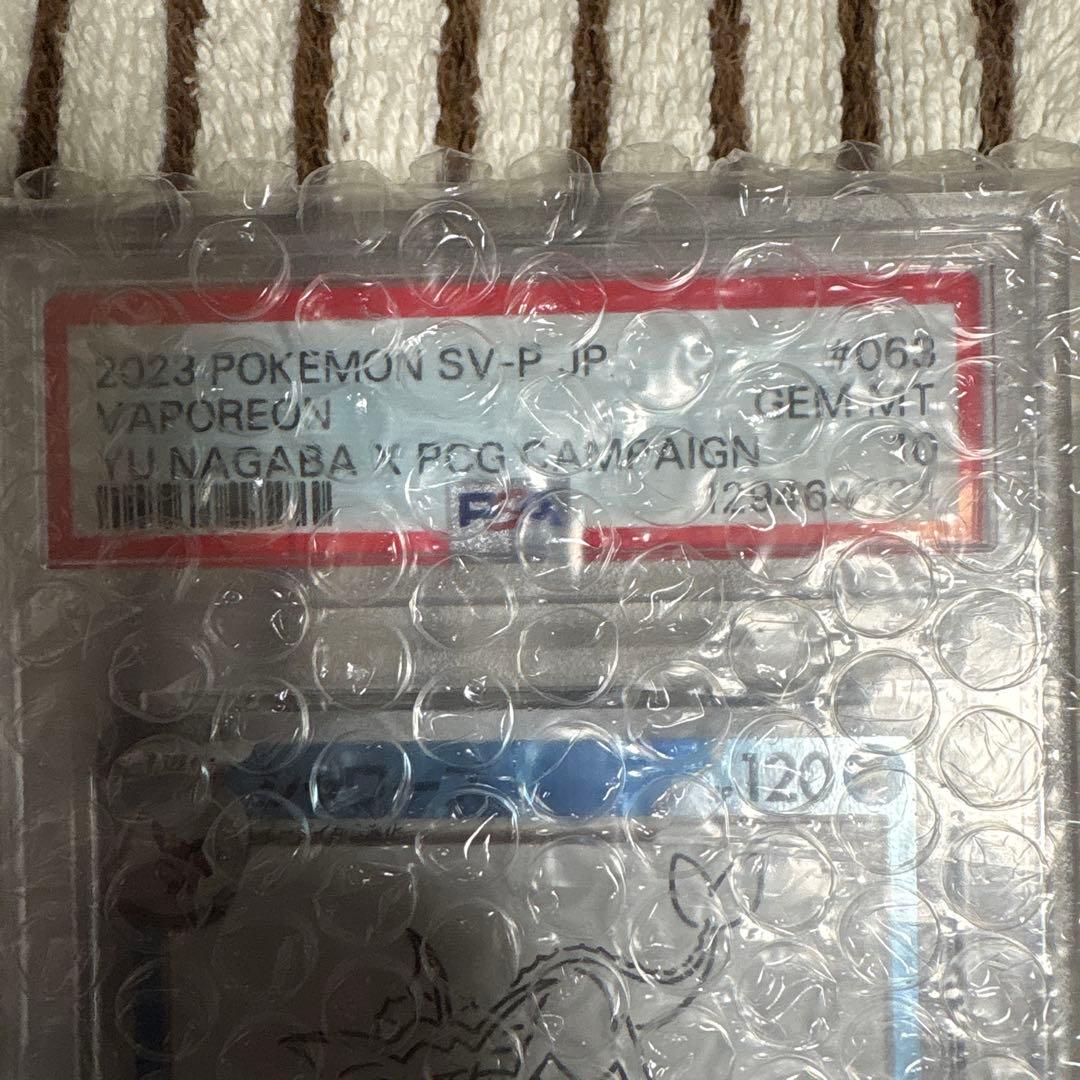 2023 POKEMON SV-P JP. #063
VAPOREON GEM MT
YU NAGABA X PCG CAMPAIGN 10
PSA
120